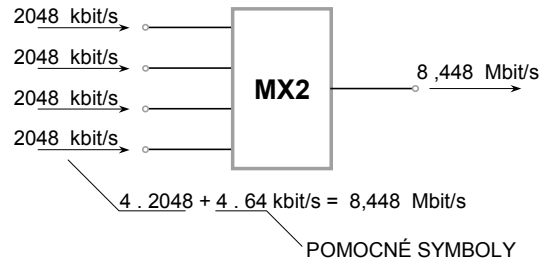 2048 kbit/s
2048 kbit/s
2048 kbit/s
2048 kbit/s
MX2
8 ,448 Mbit/s
4 . 2048 + 4 . 64 kbit/s = 8,448 Mbit/s
POMOCNÉ SYMBOLY